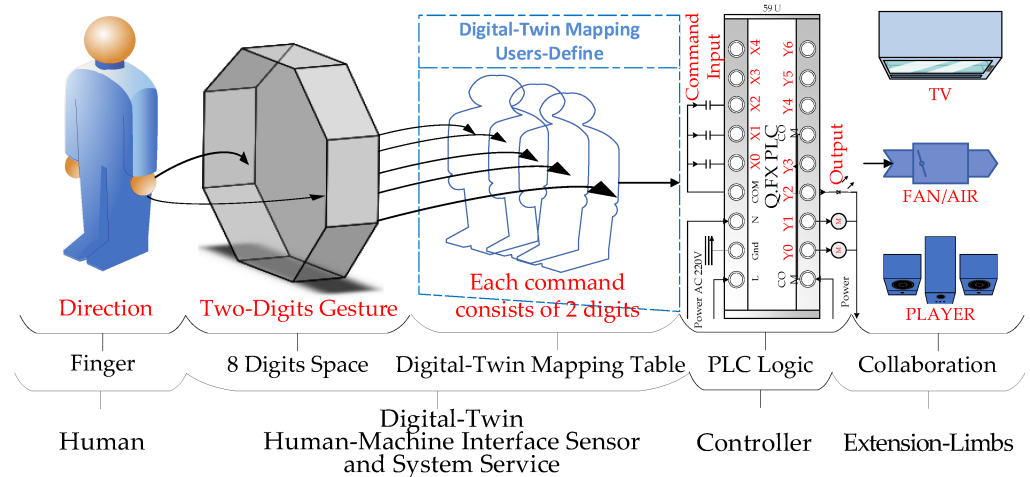 Digital-Twin Mapping
Users-Define
59 U
Command
Input
X4
X3
X2
X1
X0
COM
N
Gnd
L
Q.FX PLC
Y6
Y5
Y4
CO
M
Y3
Y2
Y1
Y0
CO
M
Output
M
M
Power AC 220V
Power
TV
FAN/AIR
PLAYER
Direction
Two-Digits Gesture
Each command
consists of 2 digits
Finger
8 Digits Space
Digital-Twin Mapping Table
PLC Logic
Collaboration
Human
Digital-Twin
Human-Machine Interface Sensor
and System Service
Controller
Extension-Limbs